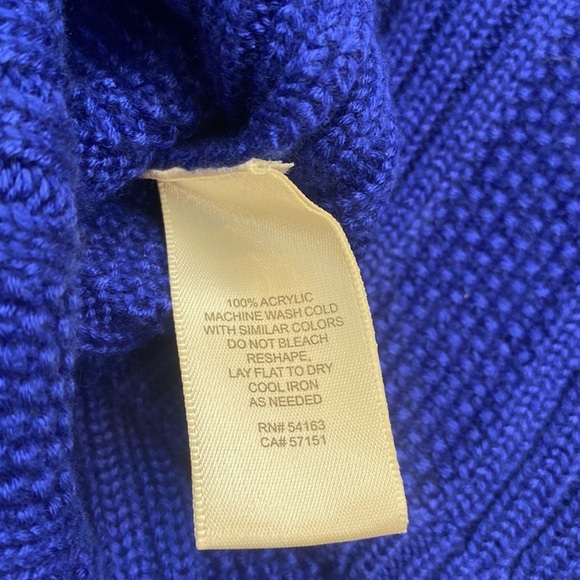 100% ACRYLIC
MACHINE WASH COLD
WITH SIMILAR COLORS
DO NOT BLEACH
RESHAPE,
LAY FLAT TO DRY
COOL IRON
AS NEEDED
RN# 54163
CA# 57151